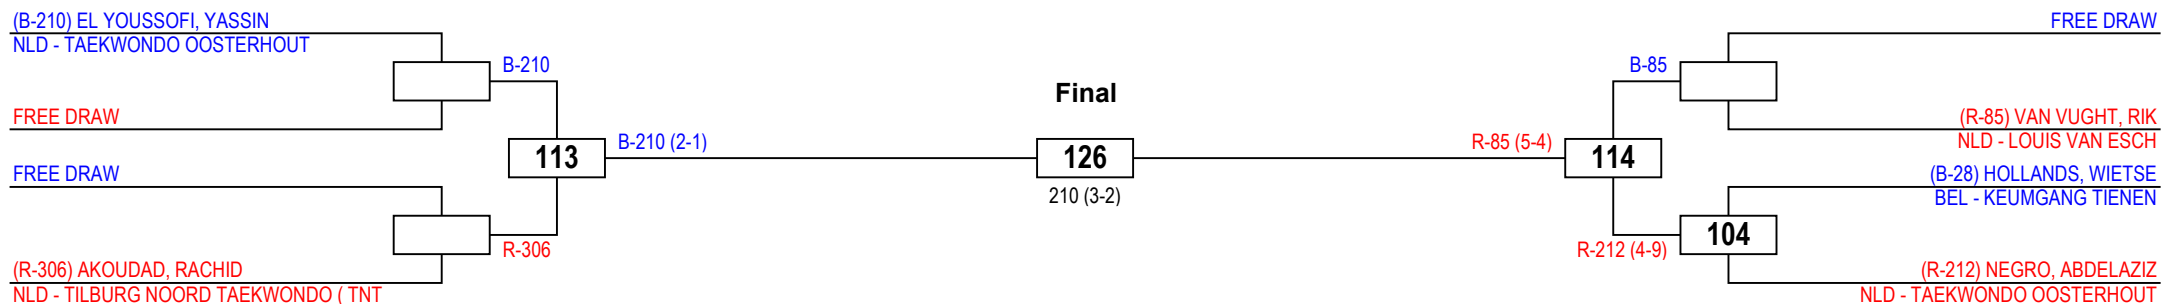 (B-210) EL YOUSSOFI, YASSIN
NLD - TAEKWONDO OOSTERHOUT
B-210
FREE DRAW
113
B-210 (2-1)
FREE DRAW
R-306
(R-306) AKOUDAD, RACHID
NLD - TILBURG NOORD TAEKWONDO ( TNT
Final
126
210 (3-2)
FREE DRAW
B-85
(R-85) VAN VUGHT, RIK
NLD - LOUIS VAN ESCH
R-85 (5-4)
114
(B-28) HOLLANDS, WIETSE
BEL - KEUMGANG TIENEN
104
R-212 (4-9)
(R-212) NEGRO, ABDELAZIZ
NLD - TAEKWONDO OOSTERHOUT